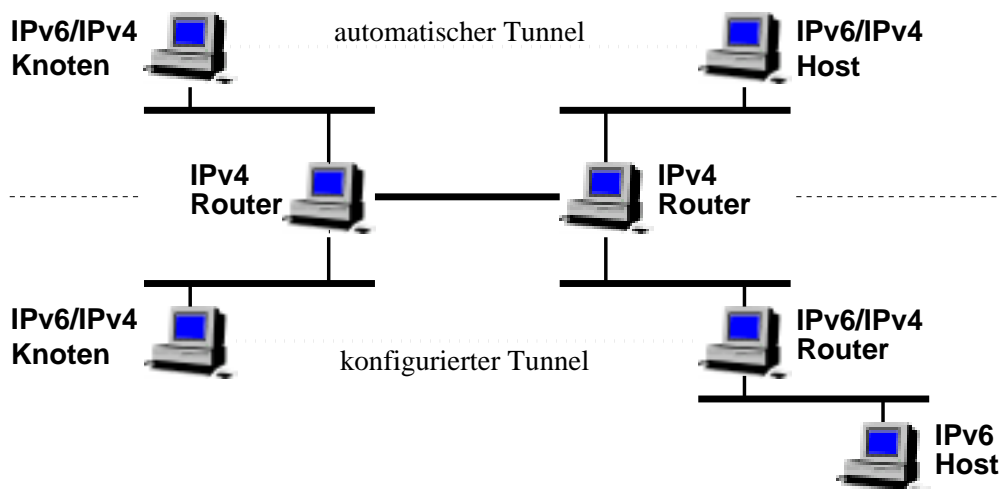 IPv6/IPv4
Knoten
automatischer Tunnel
IPv6/IPv4
Host
IPv4
Router
IPv4
Router
IPv6/IPv4
Knoten
konfigurierter Tunnel
IPv6/IPv4
Router
IPv6
Host